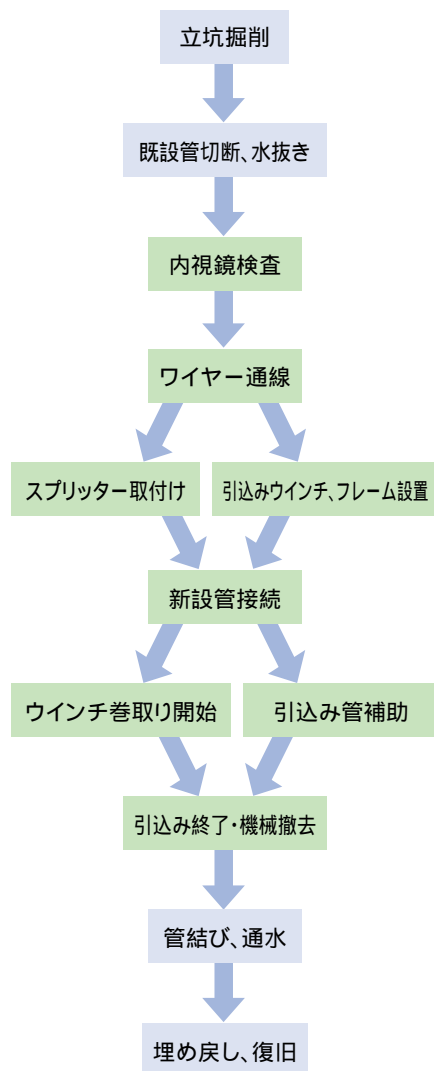 立坑掘削
既設管切断、水抜き
内視鏡検査
ワイヤー通線
スプリッター取付け
引込みウインチ、フレーム設置
新設管接続
ウインチ巻取り開始
引込み管補助
引込み終了・機械撤去
管結び、通水
埋め戻し、復旧